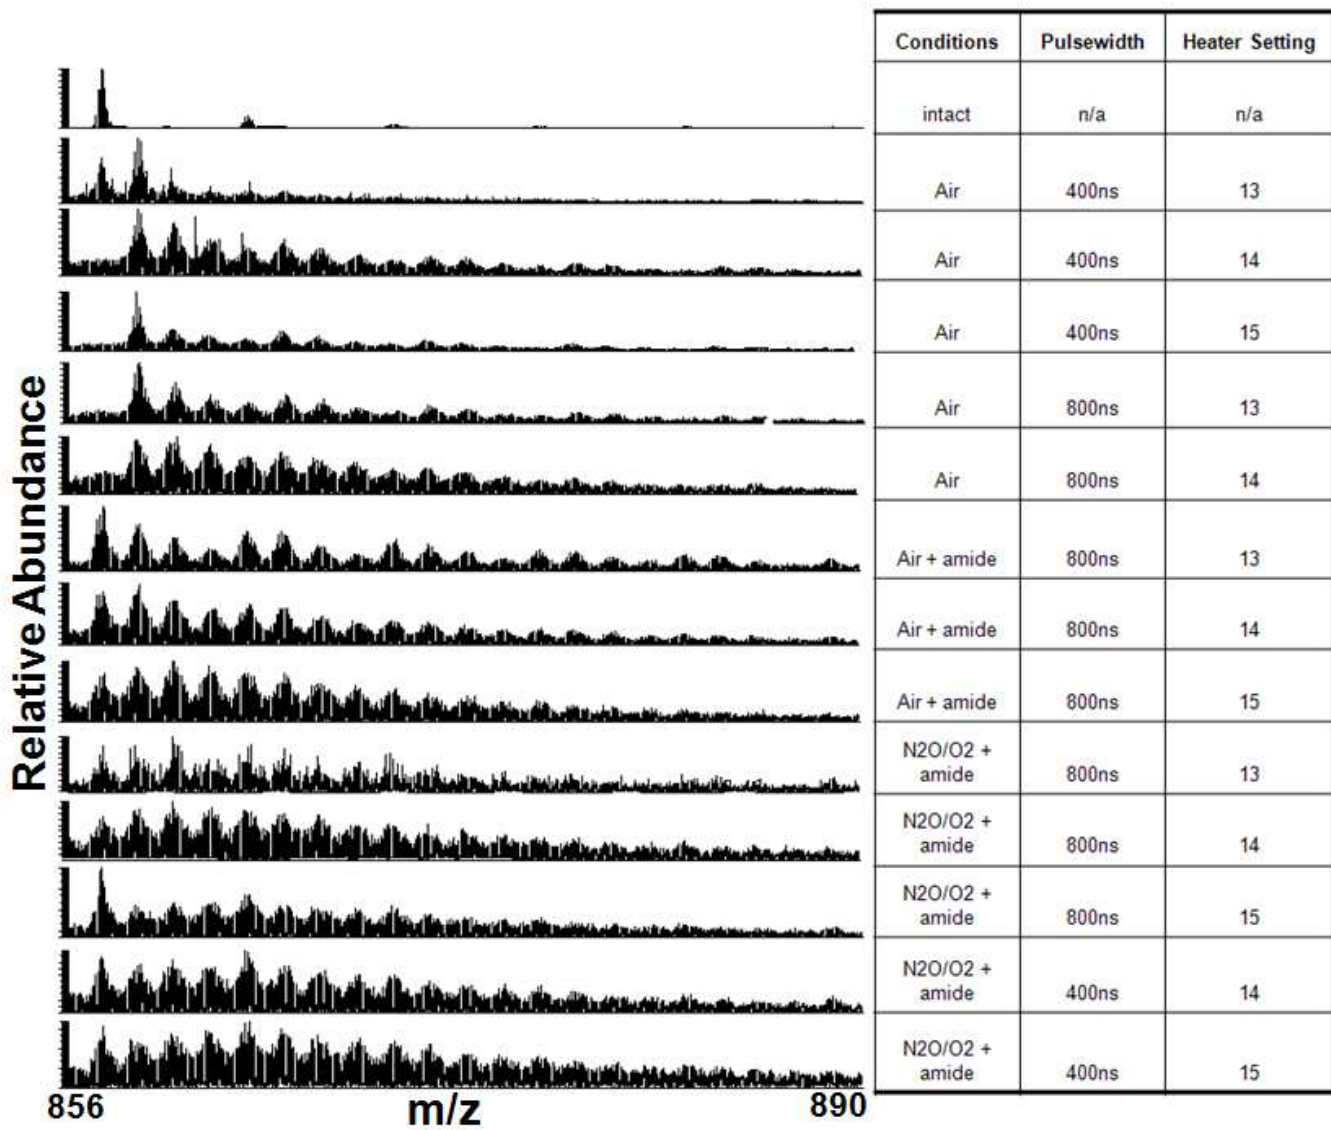 Conditions Pulsewidth Heater Setting
intact n/a n/a
Air 400ns 13
Air 400ns 14
Air 400ns 15
Air 800ns 13
Air 800ns 14
Air + amide 800ns 13
Air + amide 800ns 14
Air + amide 800ns 15
N2O/O2 +
amide 800ns 13
N2O/O2 +
amide 800ns 14
N2O/O2 +
amide 800ns 15
N2O/O2 +
amide 400ns 14
N2O/O2 +
amide 400ns 15
Relative Abundance
856 m/z 890